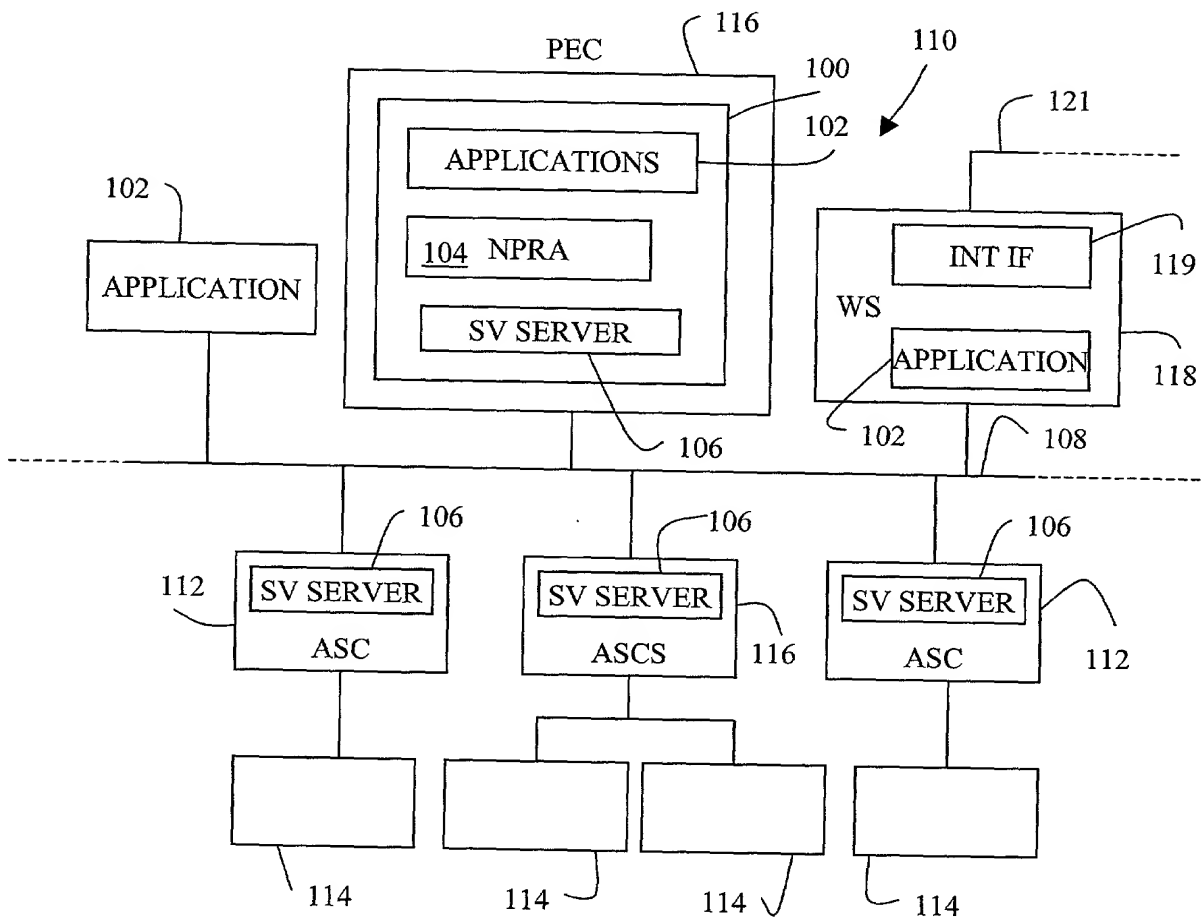 116
PEC
110
100
121
102
APPLICATIONS
102
104 NPRA
INT IF
119
APPLICATION
WS
SV SERVER
APPLICATION
118
106
102
108
106
106
106
SV SERVER
SV SERVER
SV SERVER
112
ASC
ASCS
116
ASC
112
114
114
114
114